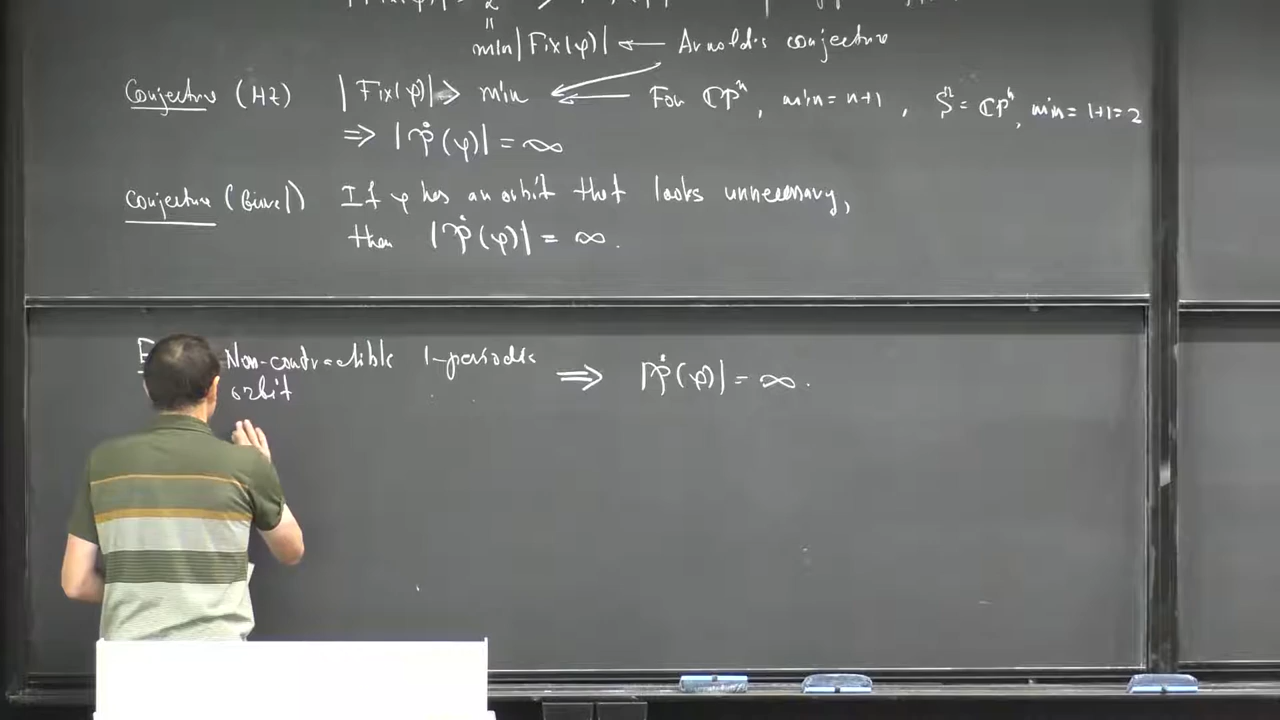 min|Fix(φ)| ← Arnold's conjecture
Conjecture (HZ) |Fix(φ)| > min ← For ℂPⁿ, min = n+1, S² = ℂP¹, min = 1+1 = 2
⇒ |𝒫(φ)| = ∞
Conjecture (Gürel) If φ has an orbit that looks unnecessary,
then |𝒫(φ)| = ∞.
Non-contractible 1-periodic
orbit ⇒ |𝒫(φ)| = ∞.